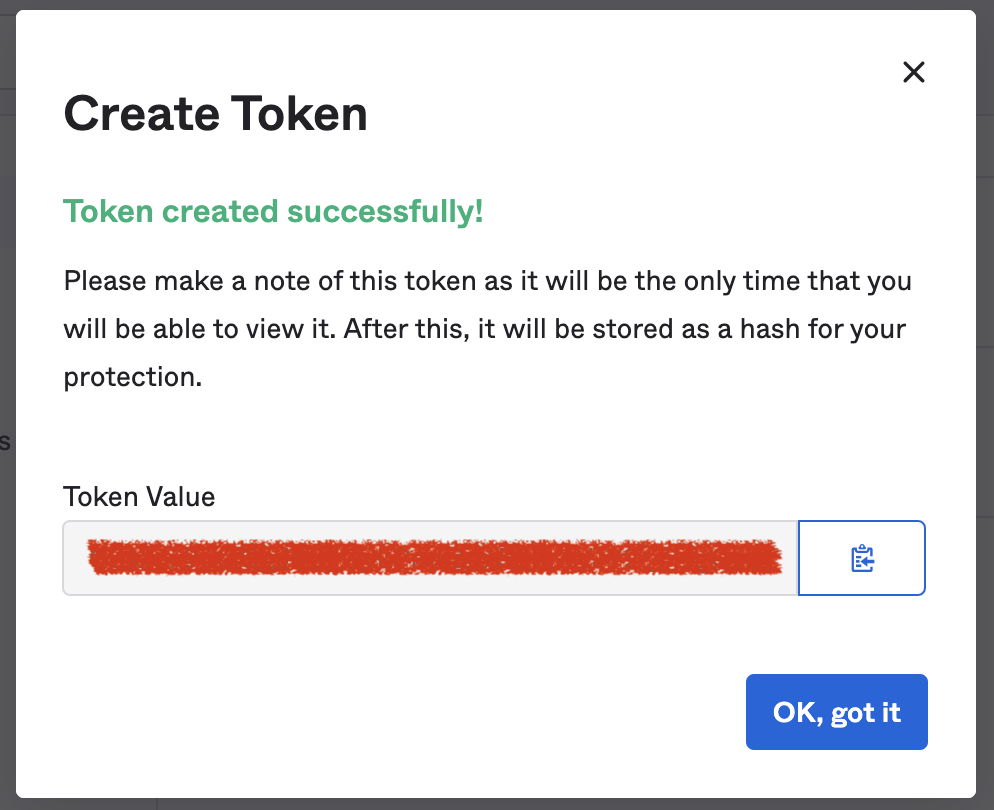 Create Token
Token created successfully!
Please make a note of this token as it will be the only time that you
will be able to view it. After this, it will be stored as a hash for your
protection.
s
Token Value
OK, got it